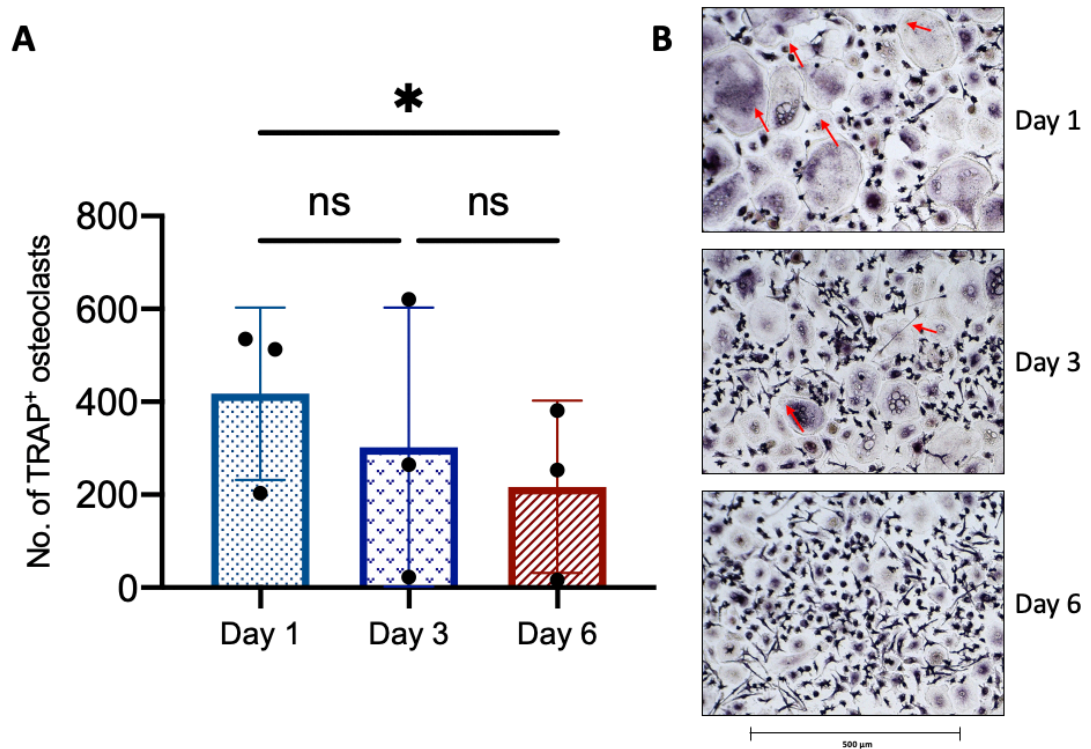 A
*
ns
ns
No. of TRAP⁺ osteoclasts
800
600
400
200
0
Day 1
Day 3
Day 6
B
Day 1
Day 3
Day 6
500 µm